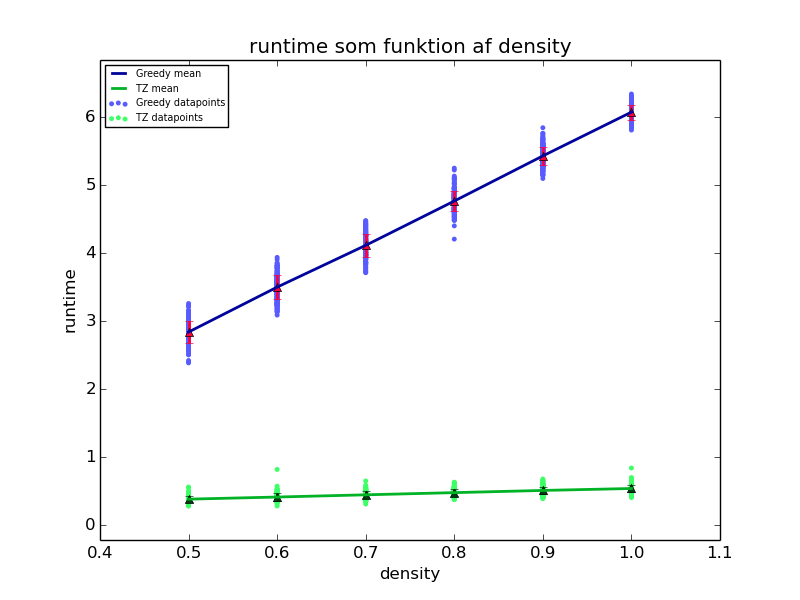 runtime som funktion af density
Greedy mean
TZ mean
Greedy datapoints
TZ datapoints
6
5
4
3
2
1
0
runtime
0.4 0.5 0.6 0.7 0.8 0.9 1.0 1.1
density